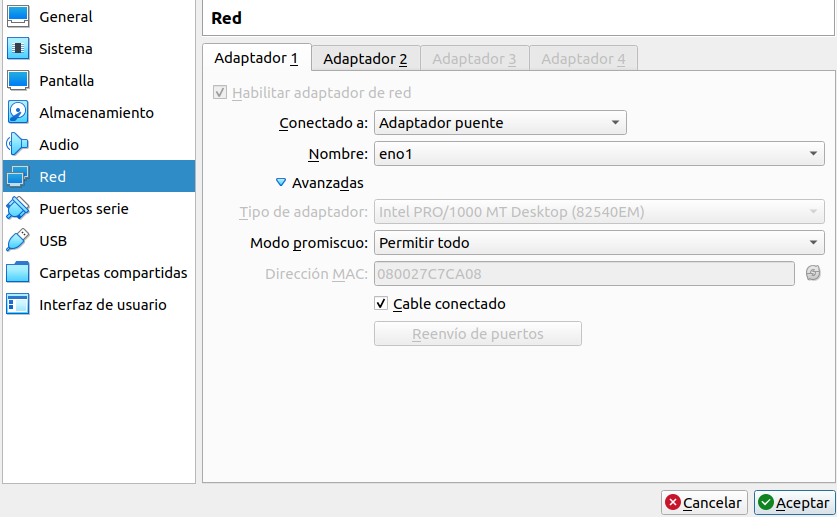 General
Sistema
Pantalla
Almacenamiento
Audio
Red
Puertos serie
USB
Carpetas compartidas
Interfaz de usuario
Red
Adaptador 1 Adaptador 2 Adaptador 3 Adaptador 4
Habilitar adaptador de red
Conectado a: Adaptador puente
Nombre: eno1
Avanzadas
Tipo de adaptador: Intel PRO/1000 MT Desktop (82540EM)
Modo promiscuo: Permitir todo
Dirección MAC: 080027C7CA08
Cable conectado
Reenvío de puertos
Cancelar Aceptar